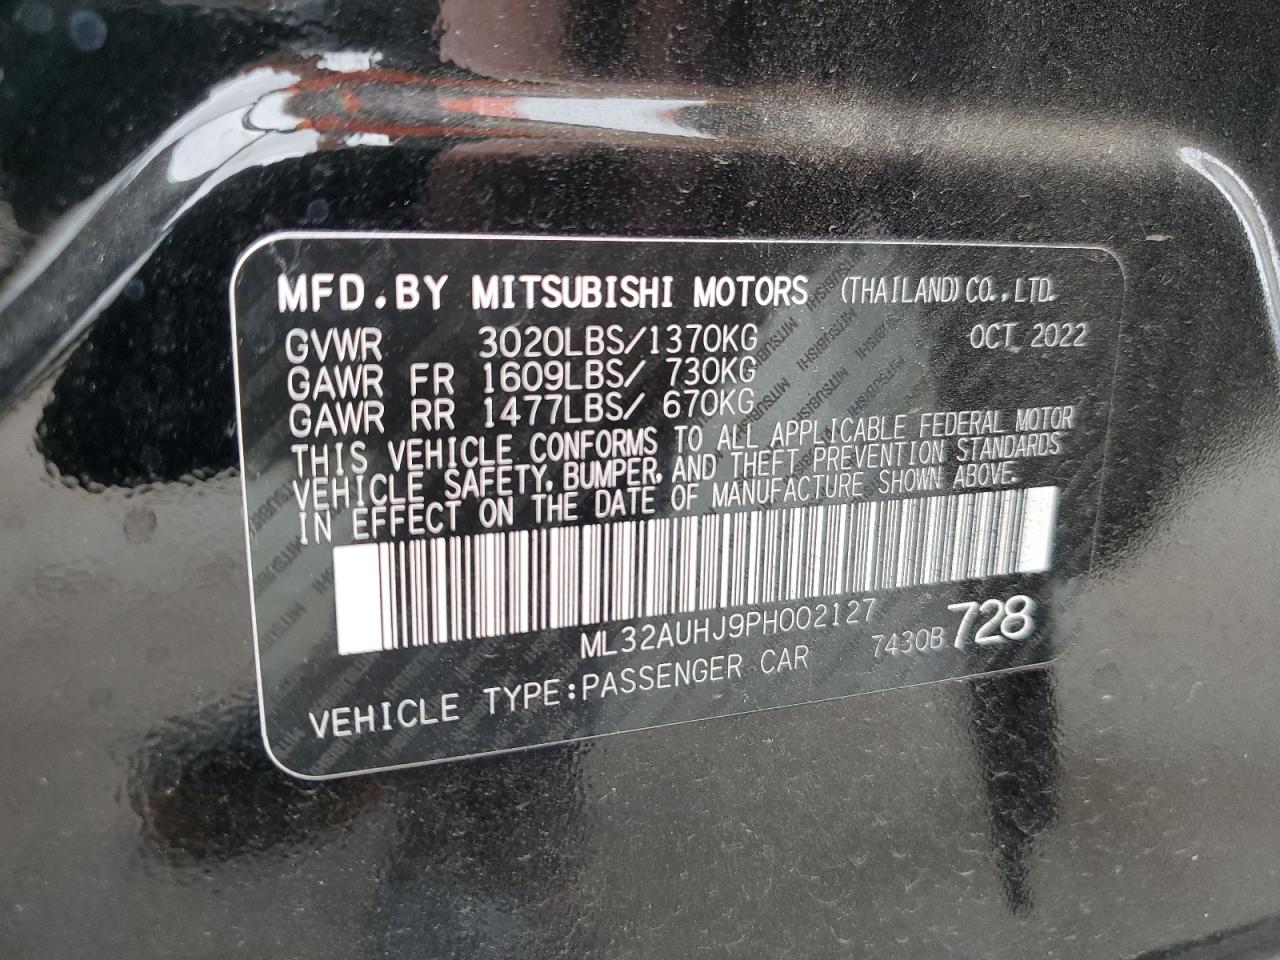 MFD.BY MITSUBISHI MOTORS (THAILAND) CO.,LTD.
GVWR 3020LBS/1370KG OCT 2022
GAWR FR 1609LBS/ 730KG
GAWR RR 1477LBS/ 670KG
THIS VEHICLE CONFORMS TO ALL APPLICABLE FEDERAL MOTOR
VEHICLE SAFETY, BUMPER, AND THEFT PREVENTION STANDARDS
IN EFFECT ON THE DATE OF MANUFACTURE SHOWN ABOVE.
ML32AUHJ9PH002127 7430B 728
VEHICLE TYPE:PASSENGER CAR